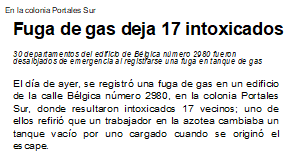 En la colonia Portales Sur
Fuga de gas deja 17 intoxicados
30 departamentos del edificio de Bélgica número 2980 fueron
desalojados de emergencia al registrarse una fuga en tanque de gas
El día de ayer, se registró una fuga de gas en un edificio
de la calle Bélgica número 2980, en la colonia Portales
Sur, donde resultaron intoxicados 17 vecinos; uno de
ellos refirió que un trabajador en la azotea cambiaba un
tanque vacío por uno cargado cuando se originó el
escape.